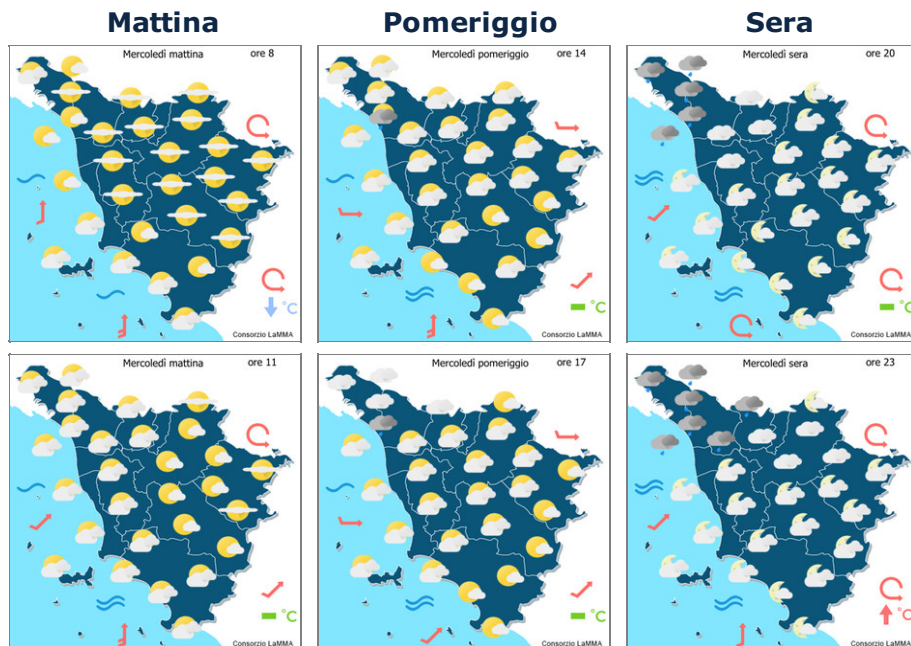 Mattina Pomeriggio Sera
Mercoledì mattina ore 8
°C
Consorzio LaMMA
Mercoledì pomeriggio ore 14
°C
Consorzio LaMMA
Mercoledì sera ore 20
°C
Consorzio LaMMA
Mercoledì mattina ore 11
°C
Consorzio LaMMA
Mercoledì pomeriggio ore 17
°C
Consorzio LaMMA
Mercoledì sera ore 23
°C
Consorzio LaMMA